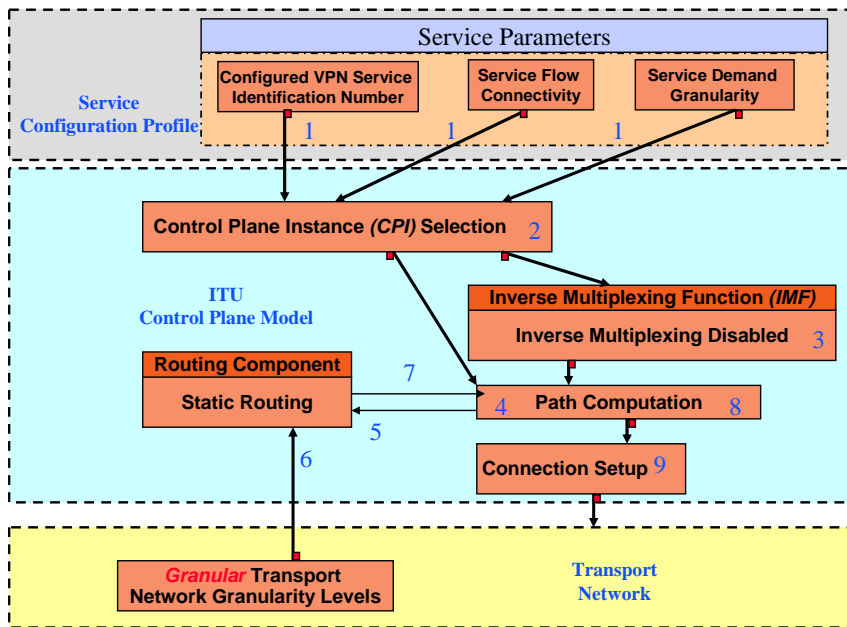 Service Parameters
Configured VPN Service
Identification Number
Service Flow
Connectivity
Service Demand
Granularity
Service
Configuration Profile
1
1
1
Control Plane Instance (CPI) Selection
2
ITU
Control Plane Model
Inverse Multiplexing Function (IMF)
Inverse Multiplexing Disabled
3
Routing Component
Static Routing
7
5
4
Path Computation
8
6
Connection Setup
9
Granular Transport
Network Granularity Levels
Transport
Network